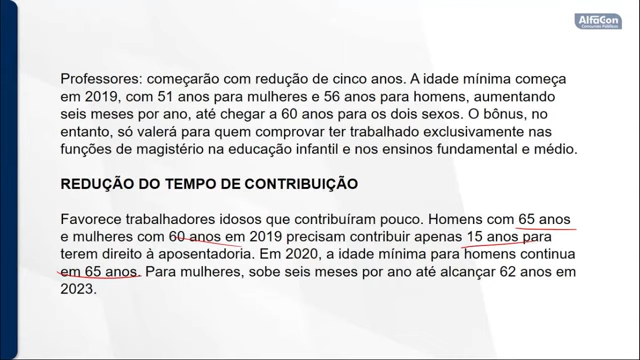 AlfaCon
Concursos Públicos
Professores: começarão com redução de cinco anos. A idade mínima começa
em 2019, com 51 anos para mulheres e 56 anos para homens, aumentando
seis meses por ano, até chegar a 60 anos para os dois sexos. O bônus, no
entanto, só valerá para quem comprovar ter trabalhado exclusivamente nas
funções de magistério na educação infantil e nos ensinos fundamental e médio.
REDUÇÃO DO TEMPO DE CONTRIBUIÇÃO
Favorece trabalhadores idosos que contribuíram pouco. Homens com 65 anos
e mulheres com 60 anos em 2019 precisam contribuir apenas 15 anos para
terem direito à aposentadoria. Em 2020, a idade mínima para homens continua
em 65 anos. Para mulheres, sobe seis meses por ano até alcançar 62 anos em
2023.